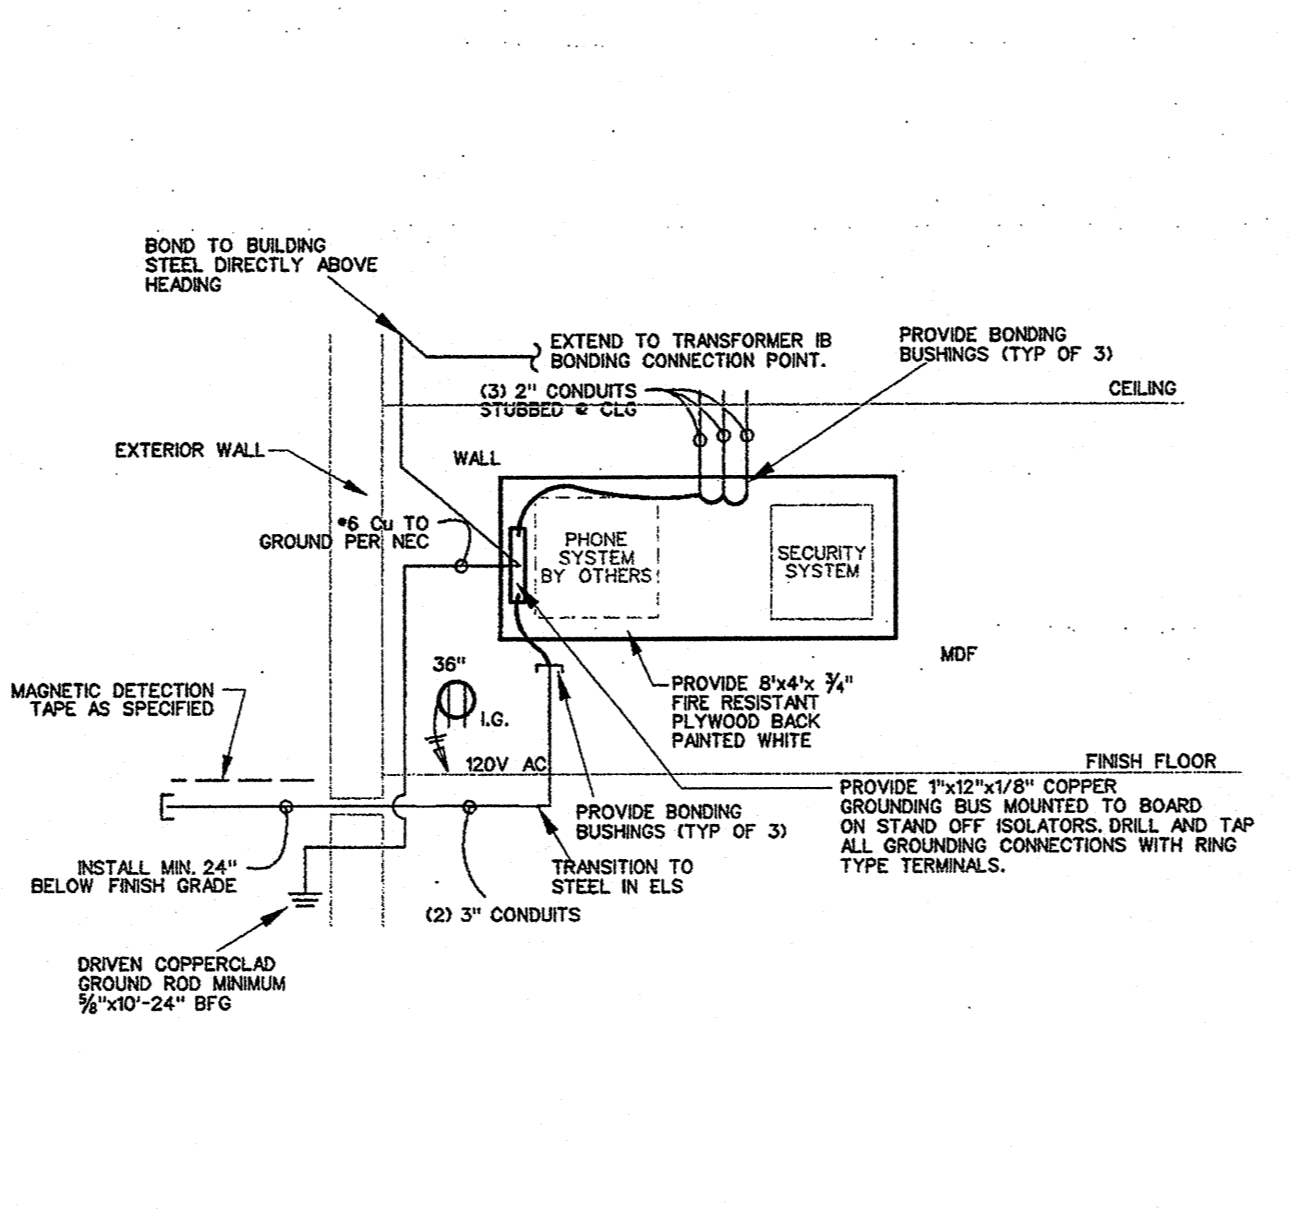 BOND TO BUILDING
STEEL DIRECTLY ABOVE
HEADING
EXTEND TO TRANSFORMER IB
BONDING CONNECTION POINT.
PROVIDE BONDING
BUSHINGS (TYP OF 3)
(3) 2" CONDUITS
STUBBED @ CLG
CEILING
EXTERIOR WALL
WALL
#6 Cu TO
GROUND PER NEC
PHONE
SYSTEM
BY OTHERS
SECURITY
SYSTEM
MDF
36"
I.G.
120V AC
MAGNETIC DETECTION
TAPE AS SPECIFIED
PROVIDE 8'x4'x 3/4"
FIRE RESISTANT
PLYWOOD BACK
PAINTED WHITE
FINISH FLOOR
PROVIDE 1"x12"x1/8" COPPER
GROUNDING BUS MOUNTED TO BOARD
ON STAND OFF ISOLATORS. DRILL AND TAP
ALL GROUNDING CONNECTIONS WITH RING
TYPE TERMINALS.
PROVIDE BONDING
BUSHINGS (TYP OF 3)
INSTALL MIN. 24"
BELOW FINISH GRADE
TRANSITION TO
STEEL IN ELS
(2) 3" CONDUITS
DRIVEN COPPERCLAD
GROUND ROD MINIMUM
5/8"x10'-24" BFG